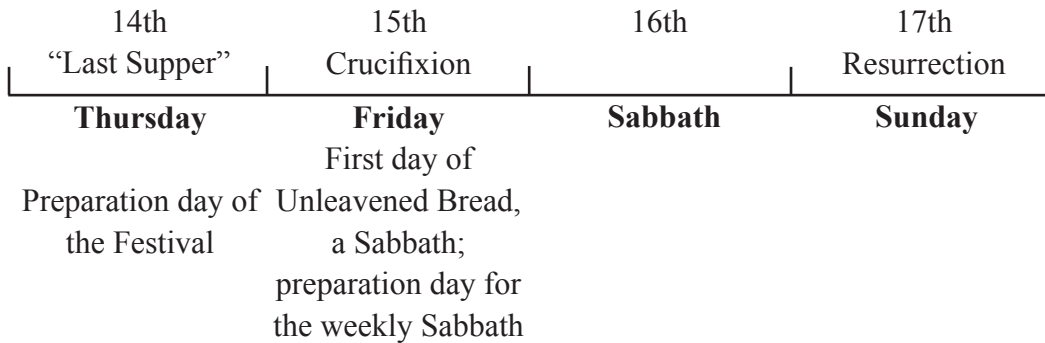 14th 15th 16th 17th
“Last Supper” Crucifixion Resurrection
Thursday Friday Sabbath Sunday
First day of
Preparation day of Unleavened Bread,
the Festival a Sabbath;
preparation day for
the weekly Sabbath